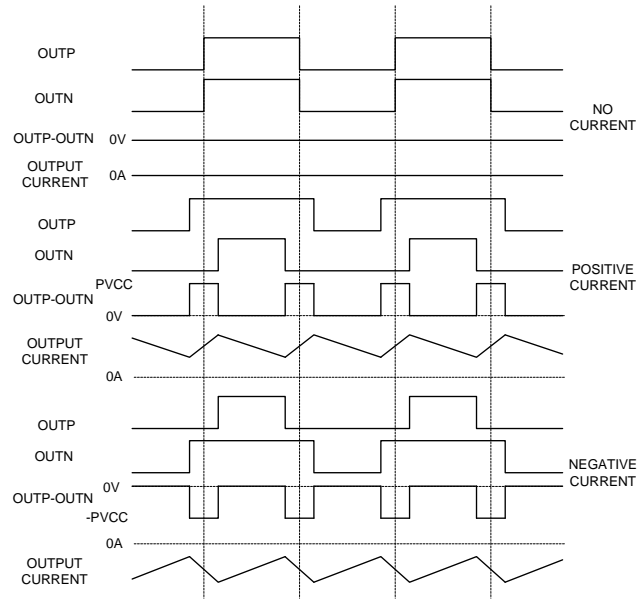 OUTP
OUTN
NO
CURRENT
OUTP-OUTN 0V
OUTPUT
CURRENT 0A
OUTP
OUTN
POSITIVE
CURRENT
PVCC
OUTP-OUTN
0V
OUTPUT
CURRENT
0A
OUTP
OUTN
NEGATIVE
CURRENT
0V
OUTP-OUTN
-PVCC
0A
OUTPUT
CURRENT